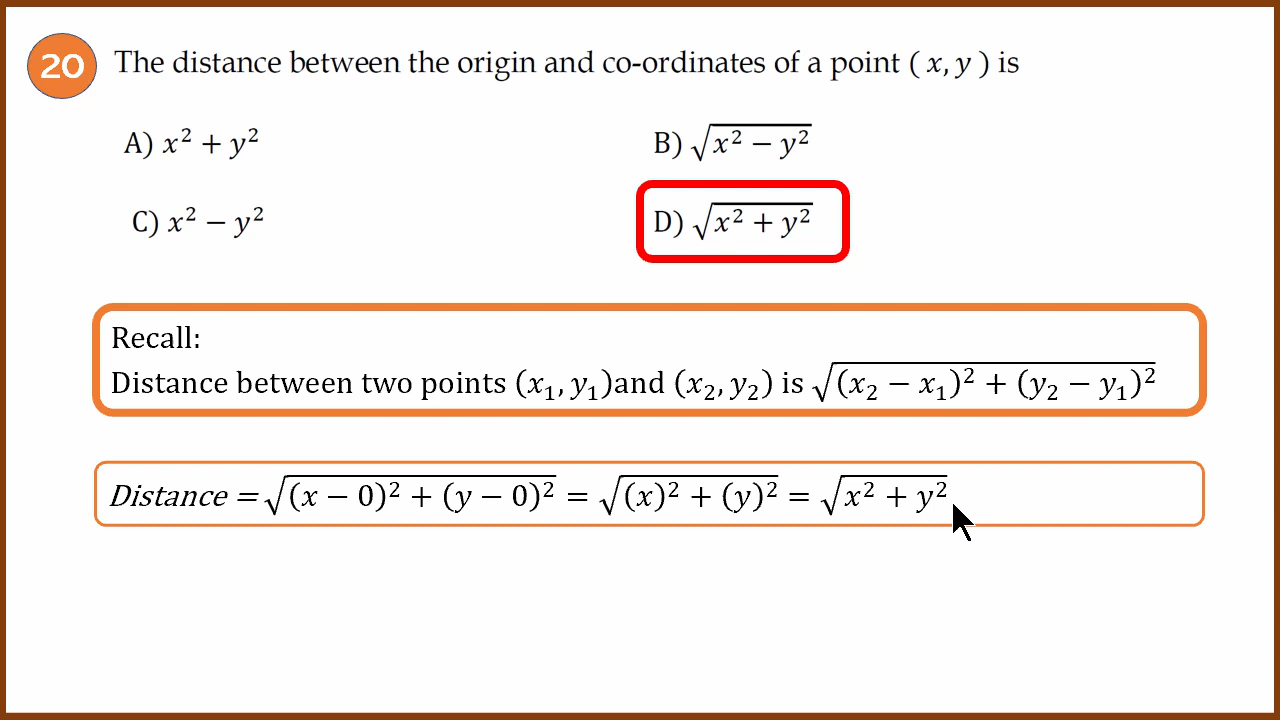 20 The distance between the origin and co-ordinates of a point ( x, y ) is
A) x² + y² B) √(x² − y²)
C) x² − y² D) √(x² + y²)
Recall:
Distance between two points (x₁, y₁)and (x₂, y₂) is √((x₂ − x₁)² + (y₂ − y₁)²)
Distance = √((x − 0)² + (y − 0)²) = √((x)² + (y)²) = √(x² + y²)